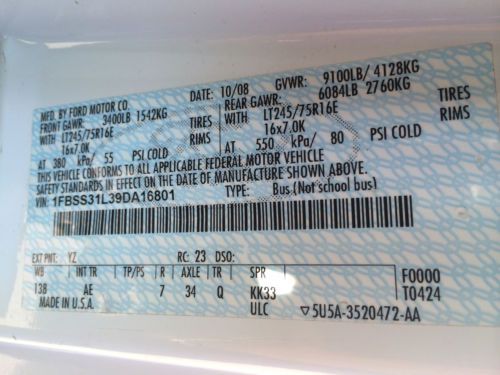 MFD. BY FORD MOTOR CO. DATE: 10/08 GVWR: 9100LB/ 4128KG
FRONT GAWR: 3400LB 1542KG REAR GAWR: 6084LB 2760KG
WITH LT245/75R16E TIRES WITH LT245/75R16E TIRES
16x7.0K RIMS 16x7.0K RIMS
AT 380 kPa/ 55 PSI COLD AT 550 kPa/ 80 PSI COLD
THIS VEHICLE CONFORMS TO ALL APPLICABLE FEDERAL MOTOR VEHICLE
SAFETY STANDARDS IN EFFECT ON THE DATE OF MANUFACTURE SHOWN ABOVE.
VIN: 1FBSS31L39DA16801 TYPE: Bus (Not school bus)
EXT PNT: YZ RC: 23 DSO:
WB INT TR TP/PS R AXLE TR SPR F0000
138 AE 7 34 Q KK33 T0424
MADE IN U.S.A. ULC ▽5U5A-3520472-AA